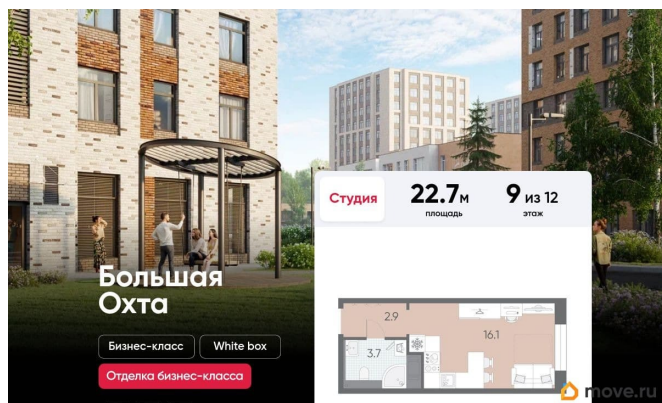 Студия
22.7м
площадь
9 из 12
этаж
Большая
Охта
Бизнес-класс
White box
Отделка бизнес-класса
2.9
16.1
3.7
move.ru